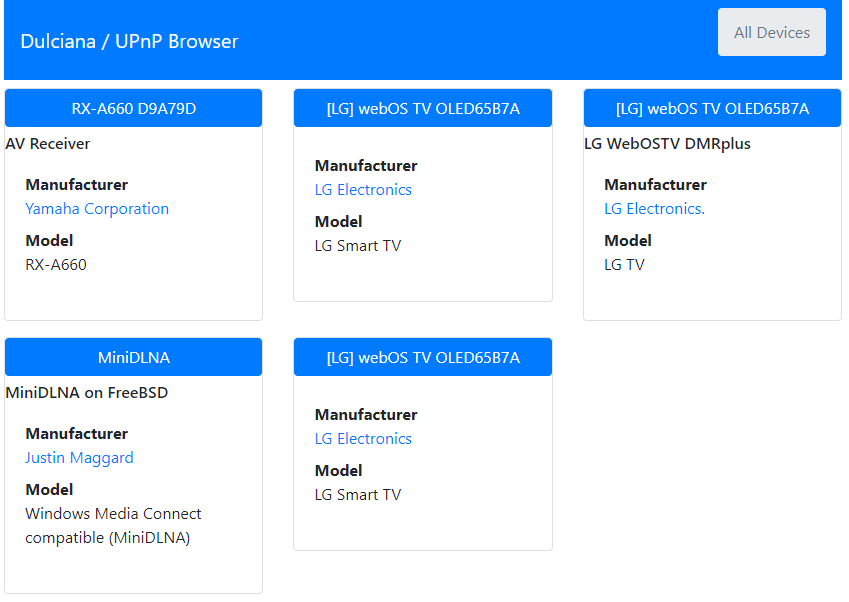 Dulciana / UPnP Browser
All Devices
RX-A660 D9A79D
AV Receiver
Manufacturer
Yamaha Corporation
Model
RX-A660
[LG] webOS TV OLED65B7A
Manufacturer
LG Electronics
Model
LG Smart TV
[LG] webOS TV OLED65B7A
LG WebOSTV DMRplus
Manufacturer
LG Electronics.
Model
LG TV
MiniDLNA
MiniDLNA on FreeBSD
Manufacturer
Justin Maggard
Model
Windows Media Connect
compatible (MiniDLNA)
[LG] webOS TV OLED65B7A
Manufacturer
LG Electronics
Model
LG Smart TV